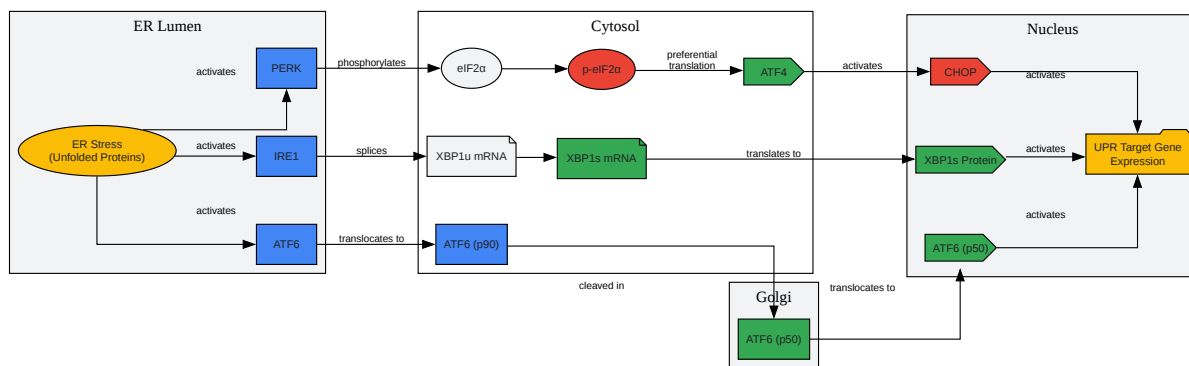 ER Lumen
Cytosol
Nucleus
activates
PERK
phosphorylates
eIF2α
p-eIF2α
preferential
translation
ATF4
activates
CHOP
activates
ER Stress
(Unfolded Proteins)
activates
IRE1
splices
XBP1u mRNA
XBP1s mRNA
translates to
XBP1s Protein
activates
UPR Target Gene
Expression
activates
ATF6
translocates to
ATF6 (p90)
cleaved in
Golgi
ATF6 (p50)
translocates to
ATF6 (p50)
activates